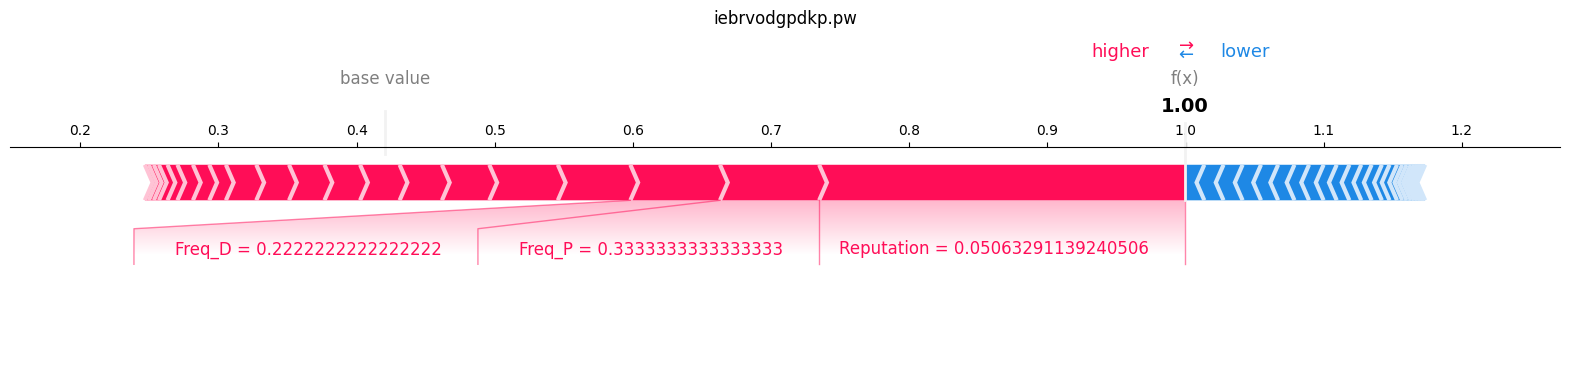 iebrvodgpdkp.pw
higher → ← lower
base value f(x)
1.00
0.2 0.3 0.4 0.5 0.6 0.7 0.8 0.9 1.0 1.1 1.2
Freq_D = 0.2222222222222222 Freq_P = 0.3333333333333333 Reputation = 0.05063291139240506